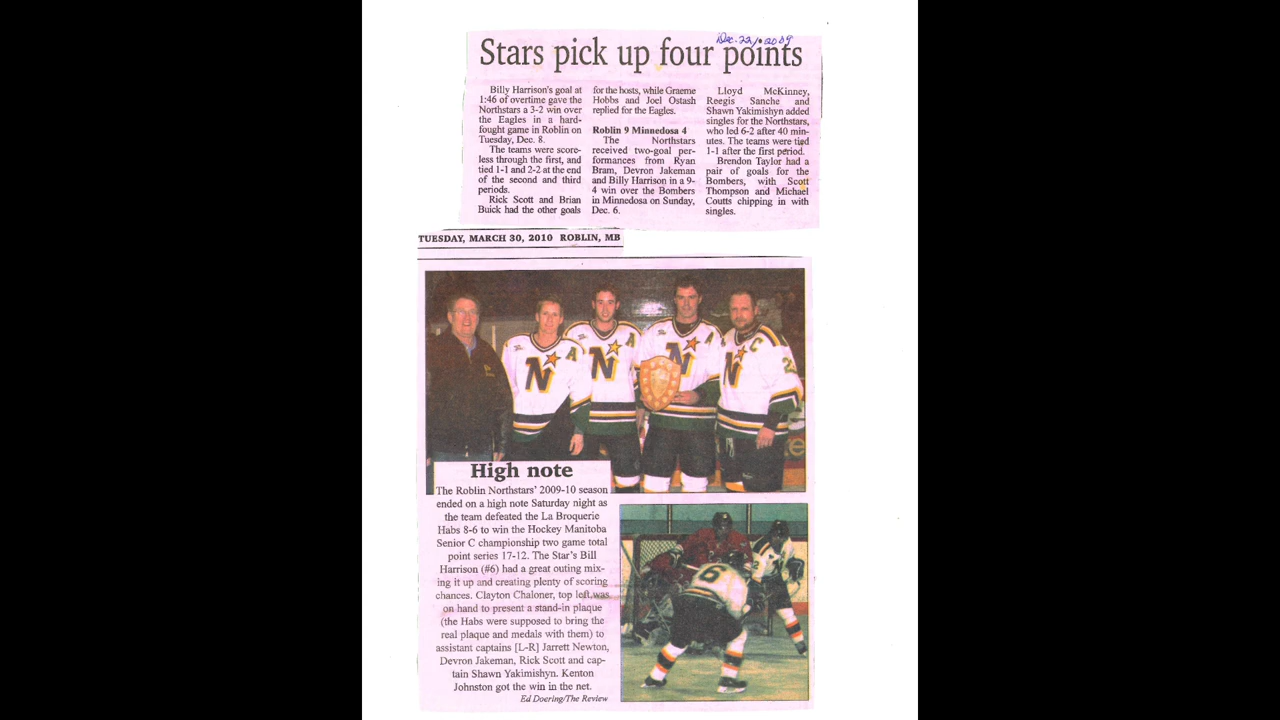 Dec. 22, 2009
Stars pick up four points
Billy Harrison's goal at
1:46 of overtime gave the
Northstars a 3-2 win over
the Eagles in a hard-
fought game in Roblin on
Tuesday, Dec. 8.
The teams were score-
less through the first, and
tied 1-1 and 2-2 at the end
of the second and third
periods.
Rick Scott and Brian
Buick had the other goals
for the hosts, while Graeme
Hobbs and Joel Ostash
replied for the Eagles.
Roblin 9 Minnedosa 4
The Northstars
received two-goal per-
formances from Ryan
Bram, Devron Jakeman
and Billy Harrison in a 9-
4 win over the Bombers
in Minnedosa on Sunday,
Dec. 6.
Lloyd McKinney,
Reegis Sanche and
Shawn Yakimishyn added
singles for the Northstars,
who led 6-2 after 40 min-
utes. The teams were tied
1-1 after the first period.
Brendon Taylor had a
pair of goals for the
Bombers, with Scott
Thompson and Michael
Coutts chipping in with
singles.
TUESDAY, MARCH 30, 2010 ROBLIN, MB
N A
N A
N A
N C
High note
The Roblin Northstars' 2009-10 season
ended on a high note Saturday night as
the team defeated the La Broquerie
Habs 8-6 to win the Hockey Manitoba
Senior C championship two game total
point series 17-12. The Star's Bill
Harrison (#6) had a great outing mix-
ing it up and creating plenty of scoring
chances. Clayton Chaloner, top left,was
on hand to present a stand-in plaque
(the Habs were supposed to bring the
real plaque and medals with them) to
assistant captains [L-R] Jarrett Newton,
Devron Jakeman, Rick Scott and cap-
tain Shawn Yakimishyn. Kenton
Johnston got the win in the net.
Ed Doering/The Review
6